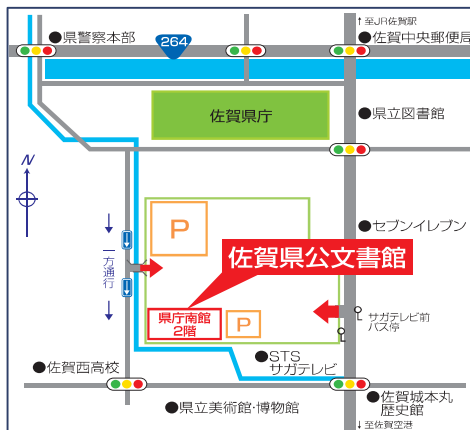 ↑至JR佐賀駅
●県警察本部
264
●佐賀中央郵便局
佐賀県庁
●県立図書館
N
P
●セブンイレブン
一方通行
佐賀県公文書館
県庁南館
2階
P
サガテレビ前
バス停
●STS
サガテレビ
●佐賀西高校
●県立美術館・博物館
●佐賀城本丸
歴史館
↓至佐賀空港